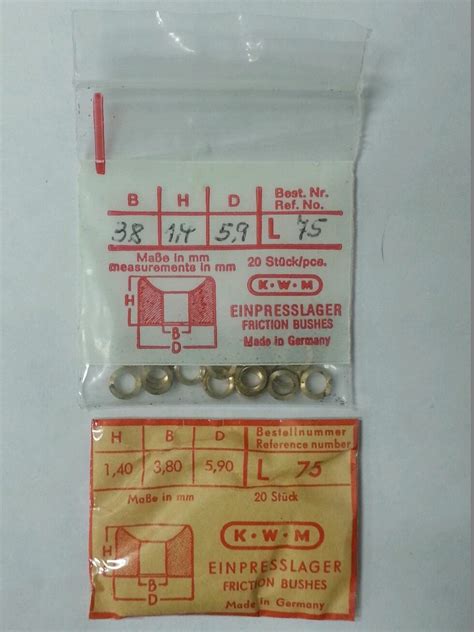 B H D Best. Nr.
Ref. No.
3,8 1,4 5,9 L 75
Maße in mm 20 Stück/pcs.
measurements in mm
H K·W·M
EINPRESSLAGER
B FRICTION BUSHES
D Made in Germany
H B D Bestellnummer
Reference number
1,40 3,80 5,90 L 75
Maße in mm 20 Stück
H K·W·M
EINPRESSLAGER
B FRICTION BUSHES
D Made in Germany